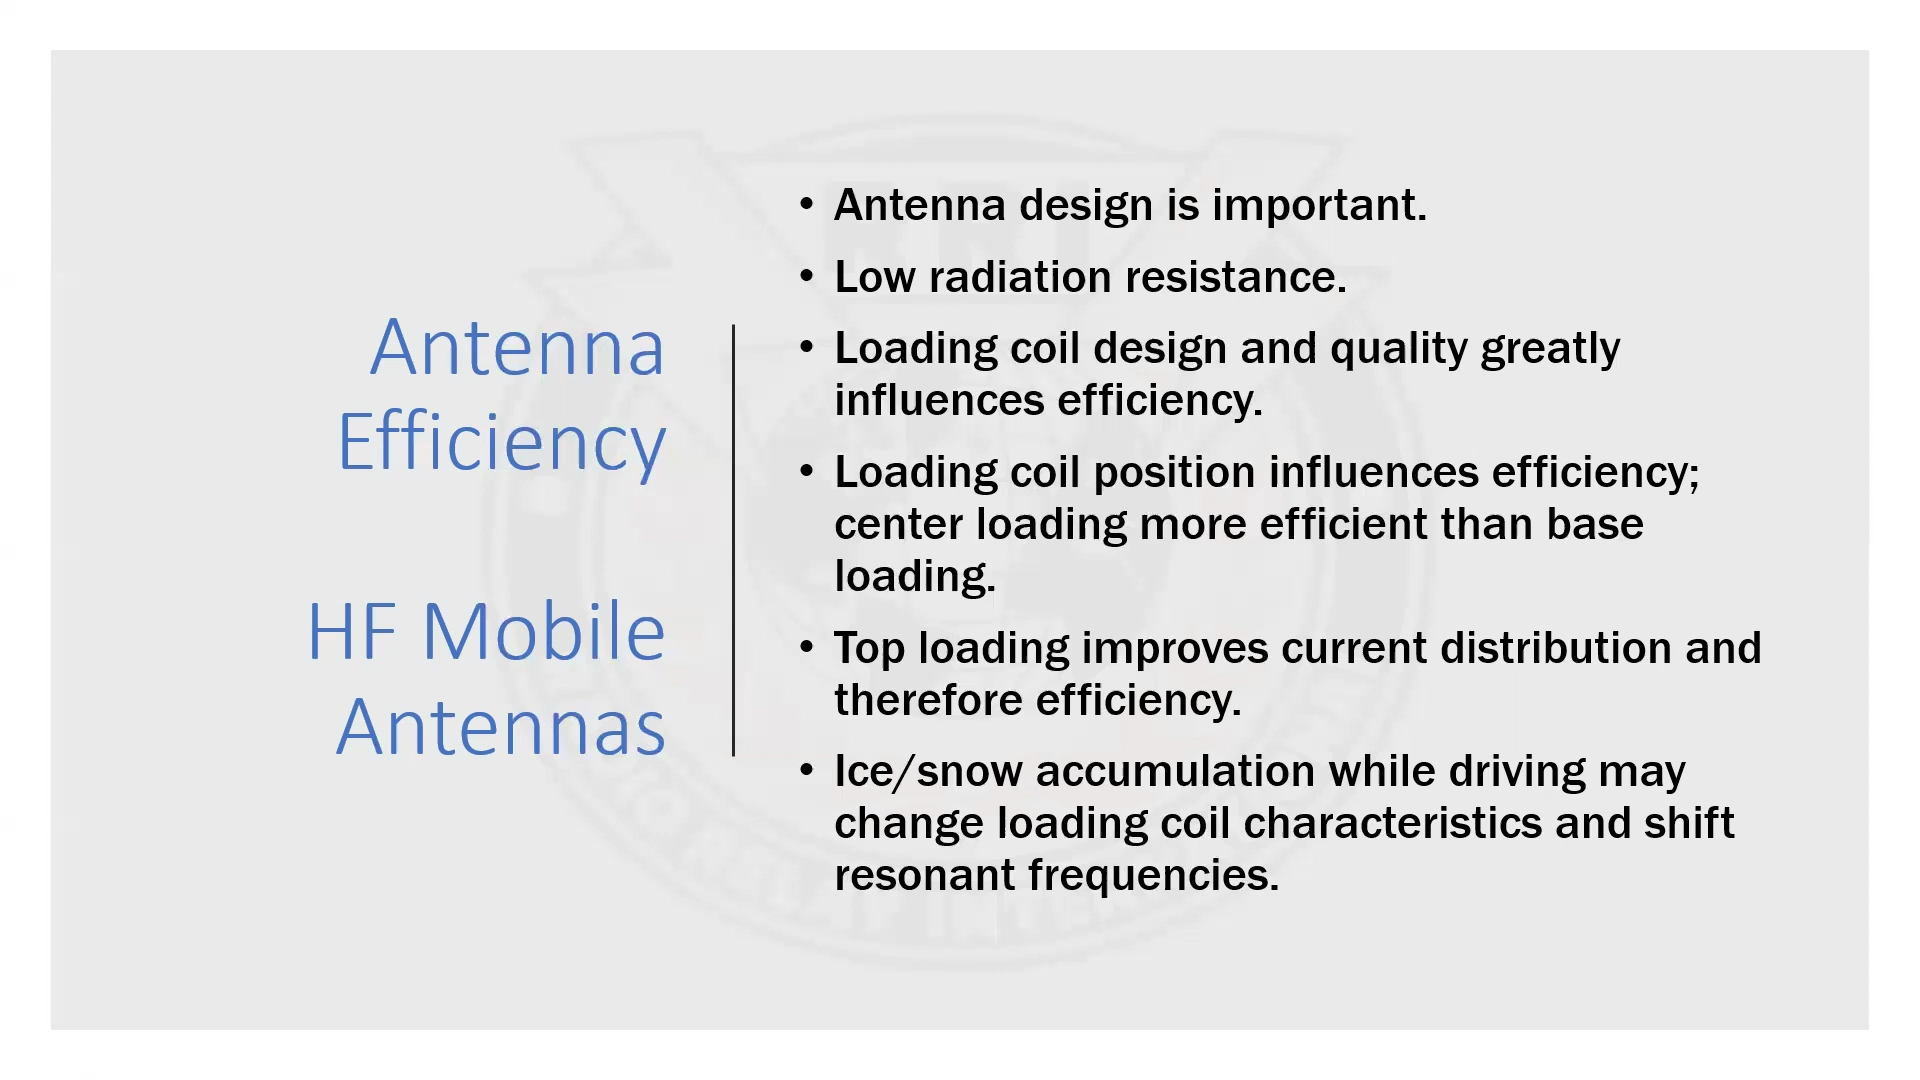 Antenna
Efficiency
HF Mobile
Antennas
• Antenna design is important.
• Low radiation resistance.
• Loading coil design and quality greatly
influences efficiency.
• Loading coil position influences efficiency;
center loading more efficient than base
loading.
• Top loading improves current distribution and
therefore efficiency.
• Ice/snow accumulation while driving may
change loading coil characteristics and shift
resonant frequencies.